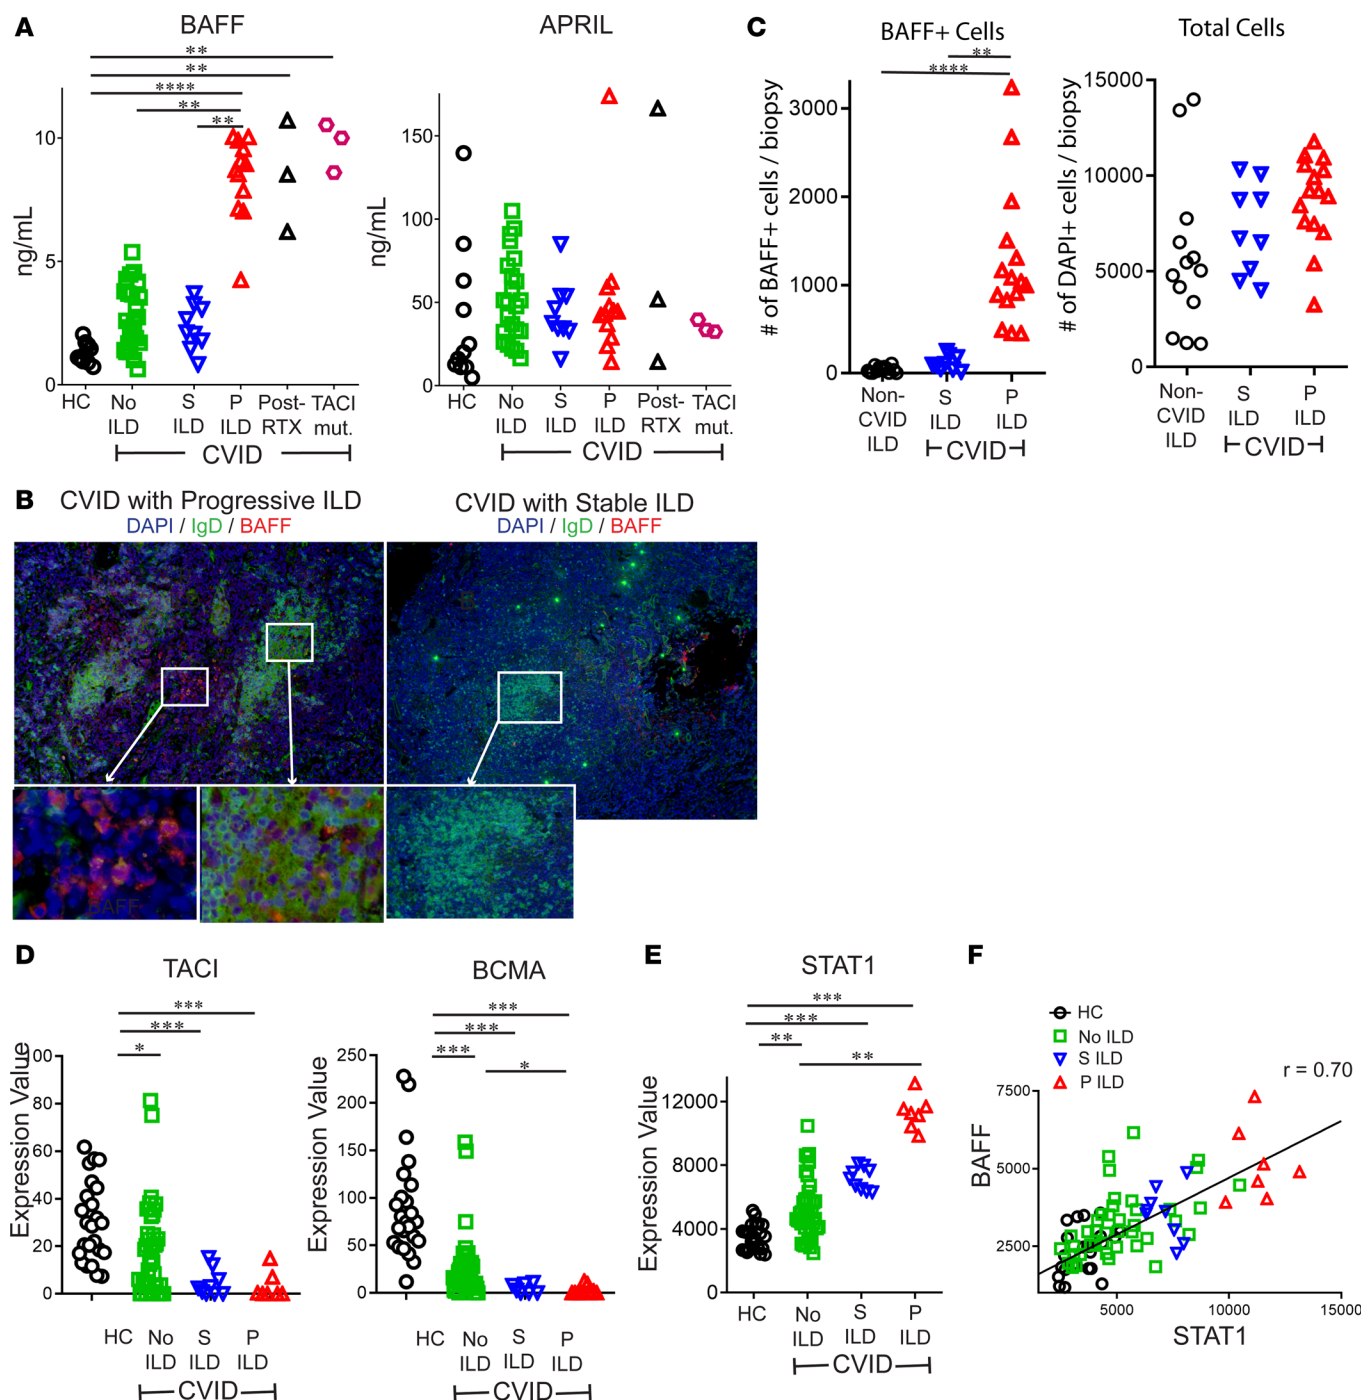 A
BAFF
**
**
****
**
**
ng/mL
10
5
0
HC
No ILD
S ILD
P ILD
Post-RTX
TACI mut.
CVID
APRIL
ng/mL
150
100
50
0
HC
No ILD
S ILD
P ILD
Post-RTX
TACI mut.
CVID
C
BAFF+ Cells
**
****
# of BAFF+ cells / biopsy
3000
2000
1000
0
Non-CVID ILD
S ILD
P ILD
CVID
Total Cells
# of DAPI+ cells / biopsy
15000
10000
5000
0
Non-CVID ILD
S ILD
P ILD
CVID
B
CVID with Progressive ILD
DAPI / IgD / BAFF
CVID with Stable ILD
DAPI / IgD / BAFF
BAFF
D
TACI
***
***
*
Expression Value
00
80
60
40
20
0
HC
No ILD
S ILD
P ILD
CVID
BCMA
***
***
***
*
Expression Value
250
200
150
100
50
0
HC
No ILD
S ILD
P ILD
CVID
E
STAT1
***
***
**
**
Expression Value
12000
8000
4000
0
HC
No ILD
S ILD
P ILD
CVID
F
HC
No ILD
S ILD
P ILD
r = 0.70
BAFF
7500
5000
2500
5000
10000
15000
STAT1